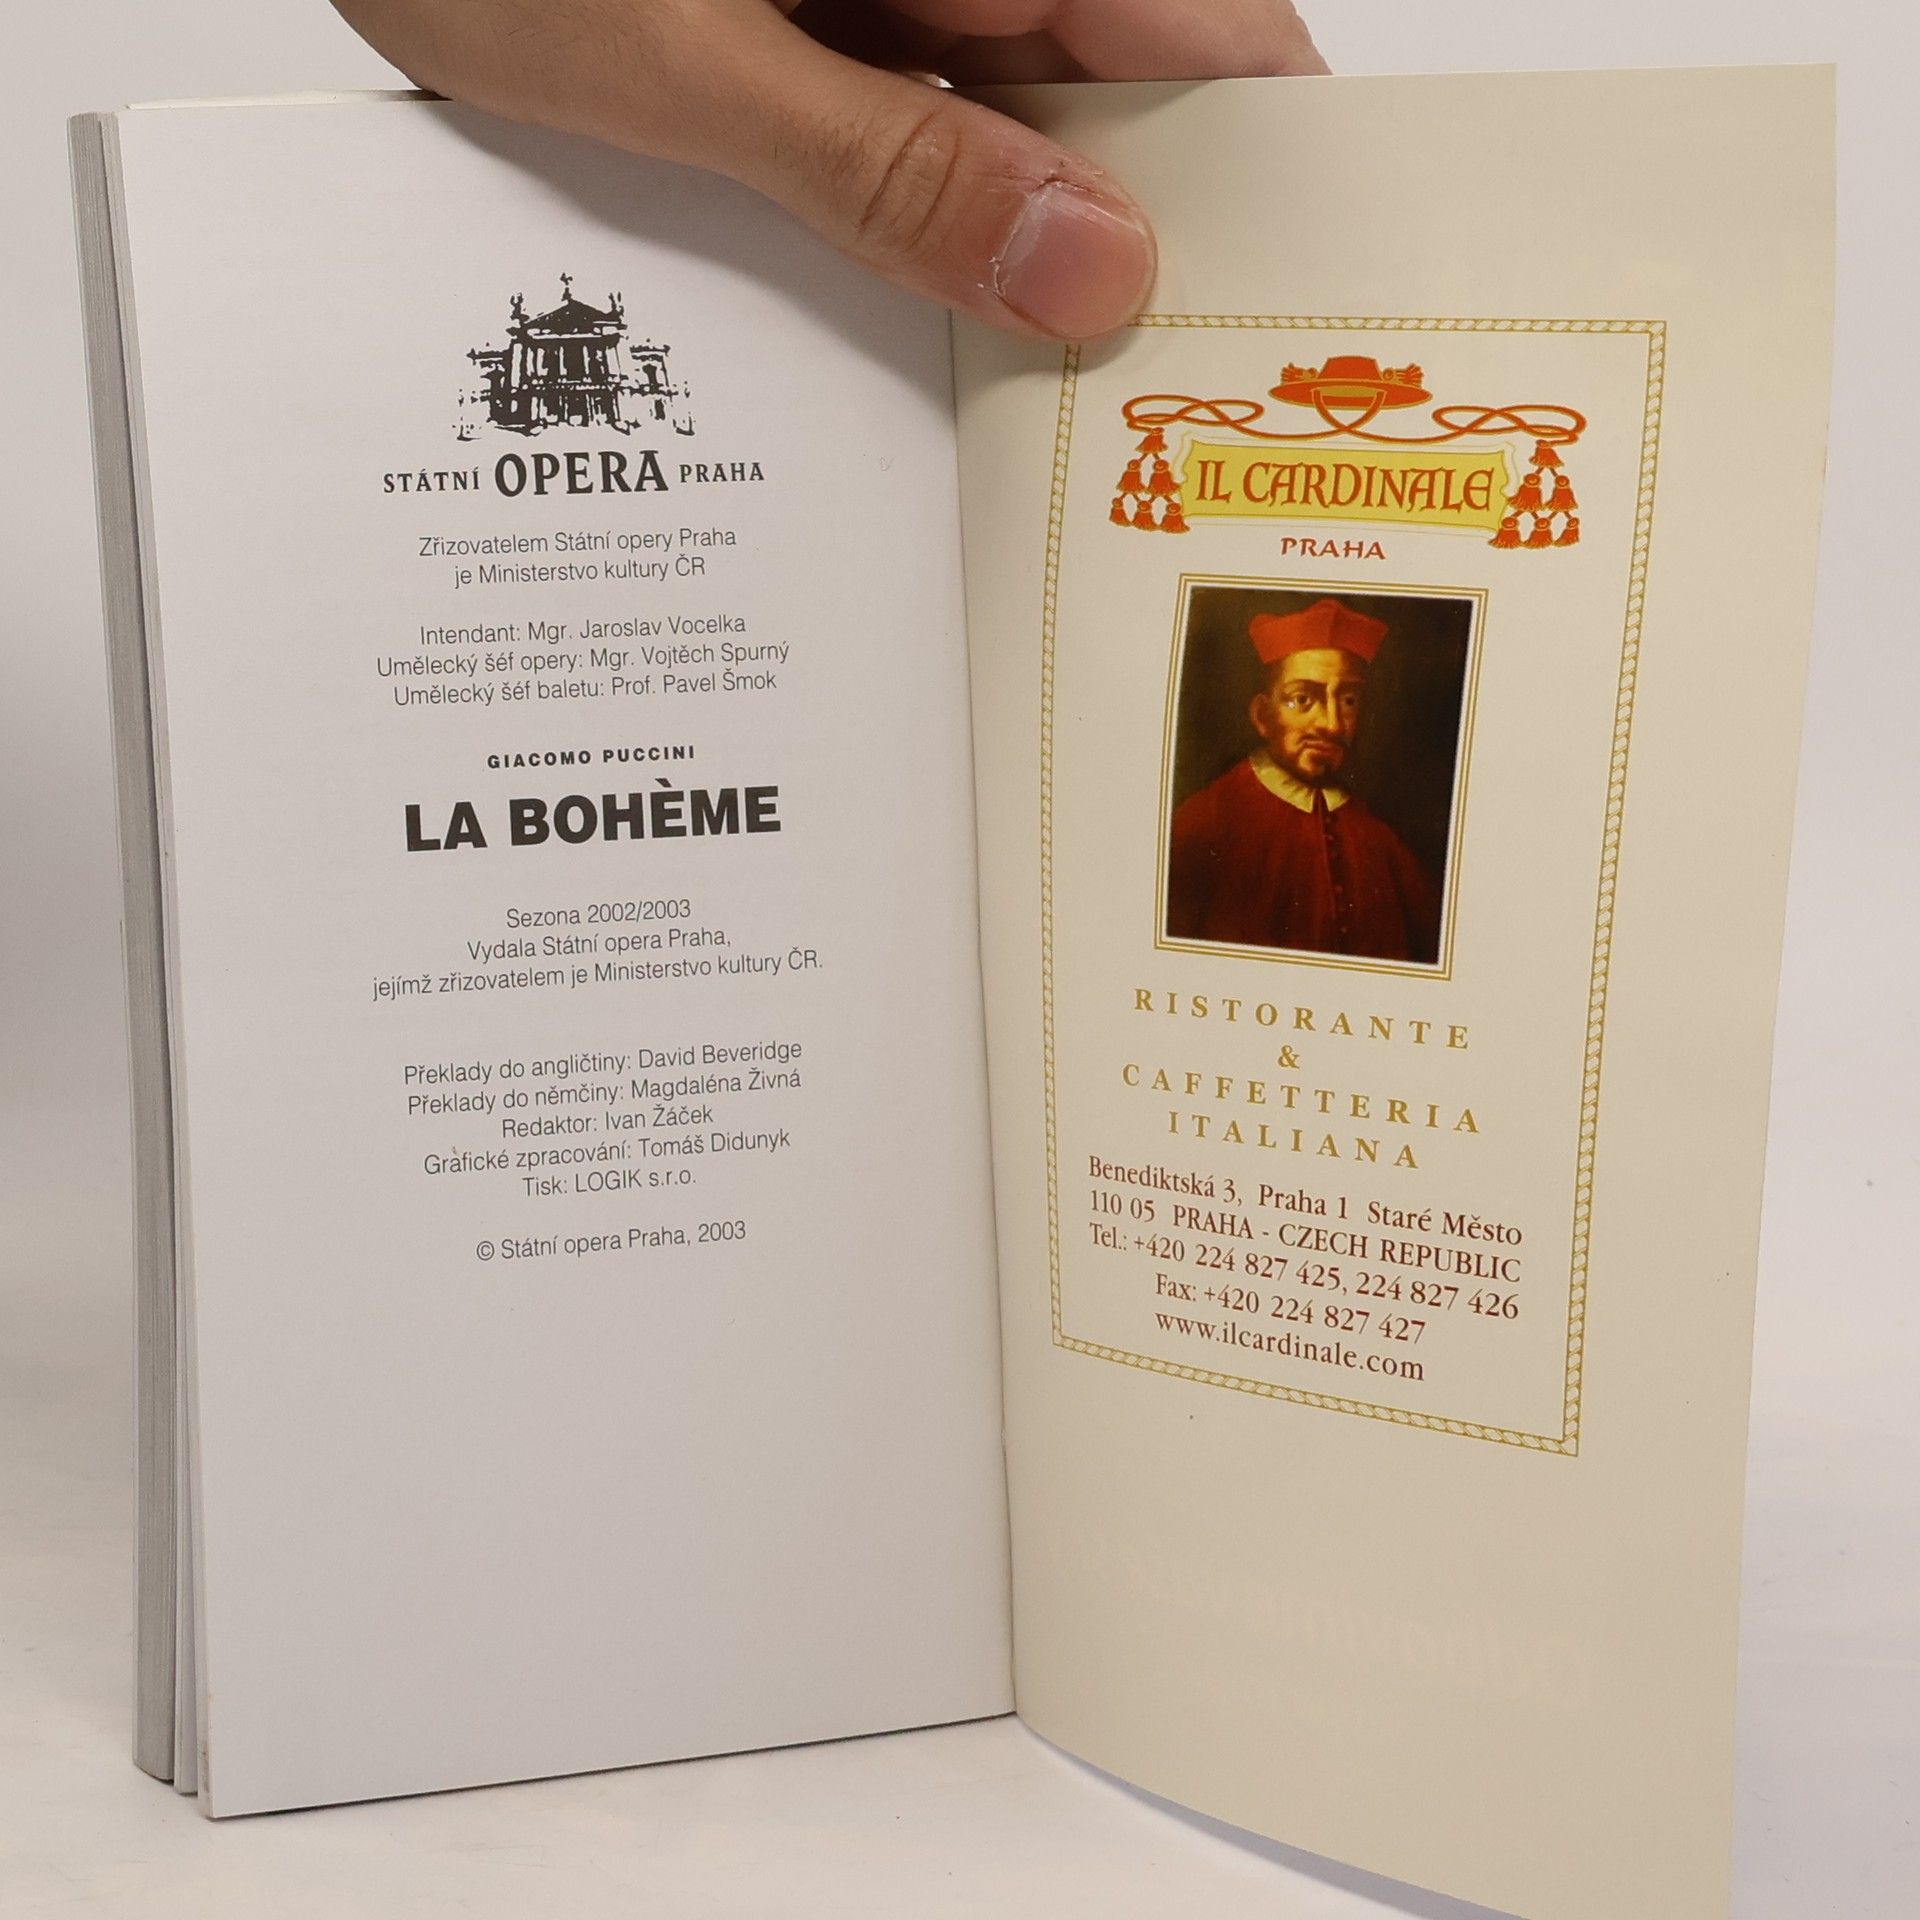 STÁTNÍ OPERA PRAHA
Zřizovatelem Státní opery Praha
je Ministerstvo kultury ČR
Intendant: Mgr. Jaroslav Vocelka
Umělecký šéf opery: Mgr. Vojtěch Spurný
Umělecký šéf baletu: Prof. Pavel Šmok
GIACOMO PUCCINI
LA BOHÈME
Sezona 2002/2003
Vydala Státní opera Praha,
jejímž zřizovatelem je Ministerstvo kultury ČR.
Překlady do angličtiny: David Beveridge
Překlady do němčiny: Magdaléna Živná
Redaktor: Ivan Žáček
Grafické zpracování: Tomáš Didunyk
Tisk: LOGIK s.r.o.
© Státní opera Praha, 2003
IL CARDINALE
PRAHA
RISTORANTE
&
CAFFETTERIA
ITALIANA
Benediktská 3, Praha 1 Staré Město
110 05 PRAHA - CZECH REPUBLIC
Tel.: +420 224 827 425, 224 827 426
Fax: +420 224 827 427
www.ilcardinale.com